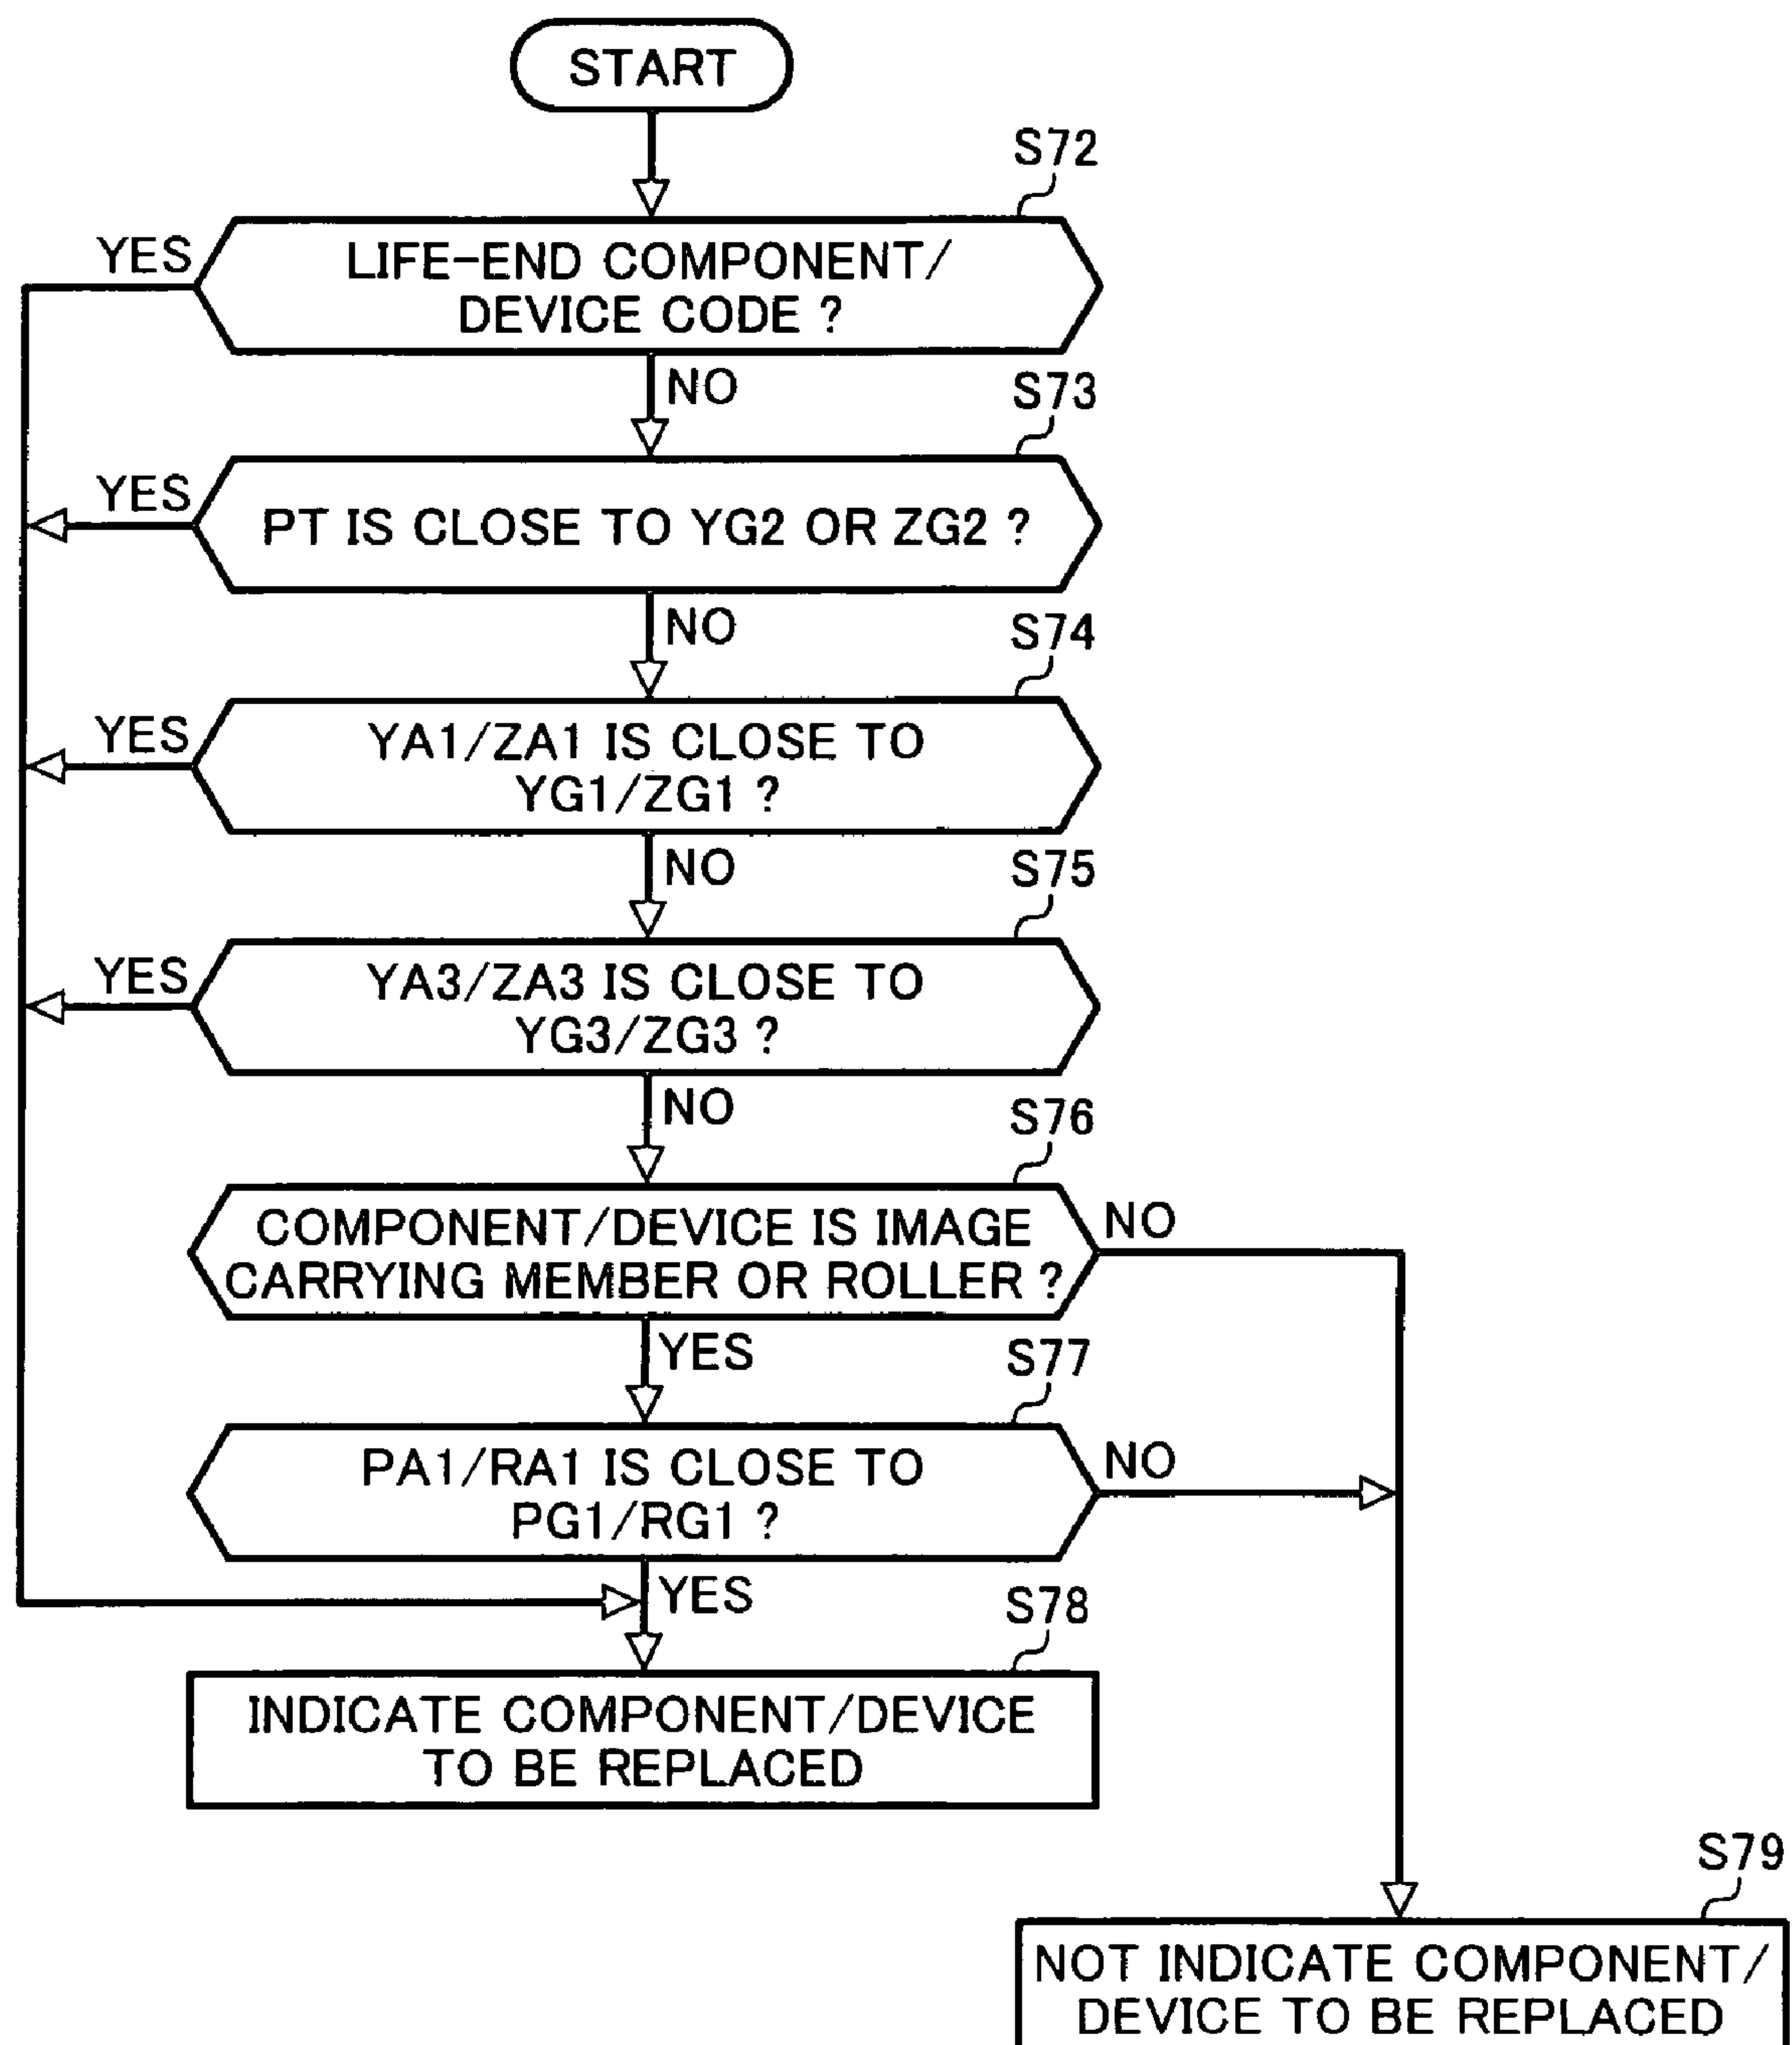 START
S72
YES
LIFE-END COMPONENT/
DEVICE CODE ?
NO
S73
YES
PT IS CLOSE TO YG2 OR ZG2 ?
NO
S74
YES
YA1/ZA1 IS CLOSE TO
YG1/ZG1 ?
NO
S75
YES
YA3/ZA3 IS CLOSE TO
YG3/ZG3 ?
NO
S76
COMPONENT/DEVICE IS IMAGE
CARRYING MEMBER OR ROLLER ?
NO
YES
S77
PA1/RA1 IS CLOSE TO
PG1/RG1 ?
NO
YES
S78
INDICATE COMPONENT/DEVICE
TO BE REPLACED
S79
NOT INDICATE COMPONENT/
DEVICE TO BE REPLACED